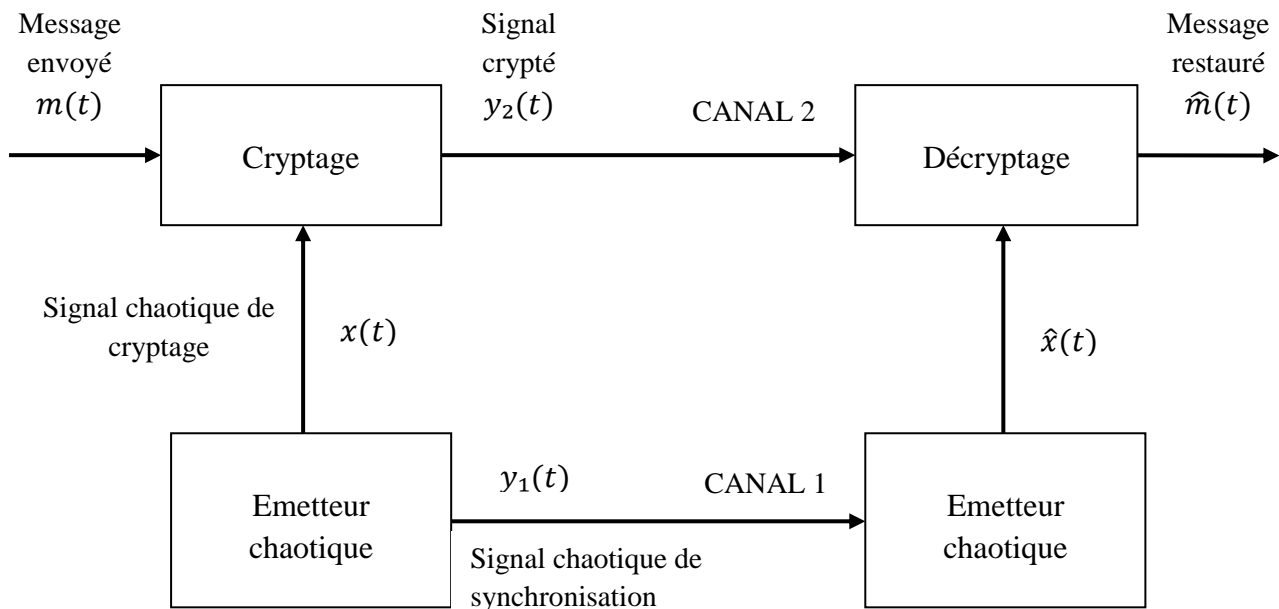 Message
envoyé
m(t)
Signal
crypté
y₂(t)
CANAL 2
Message
restauré
m̂(t)
Cryptage
Décryptage
Signal chaotique de
cryptage
x(t)
x̂(t)
Emetteur
chaotique
y₁(t)
CANAL 1
Signal chaotique de
synchronisation
Emetteur
chaotique